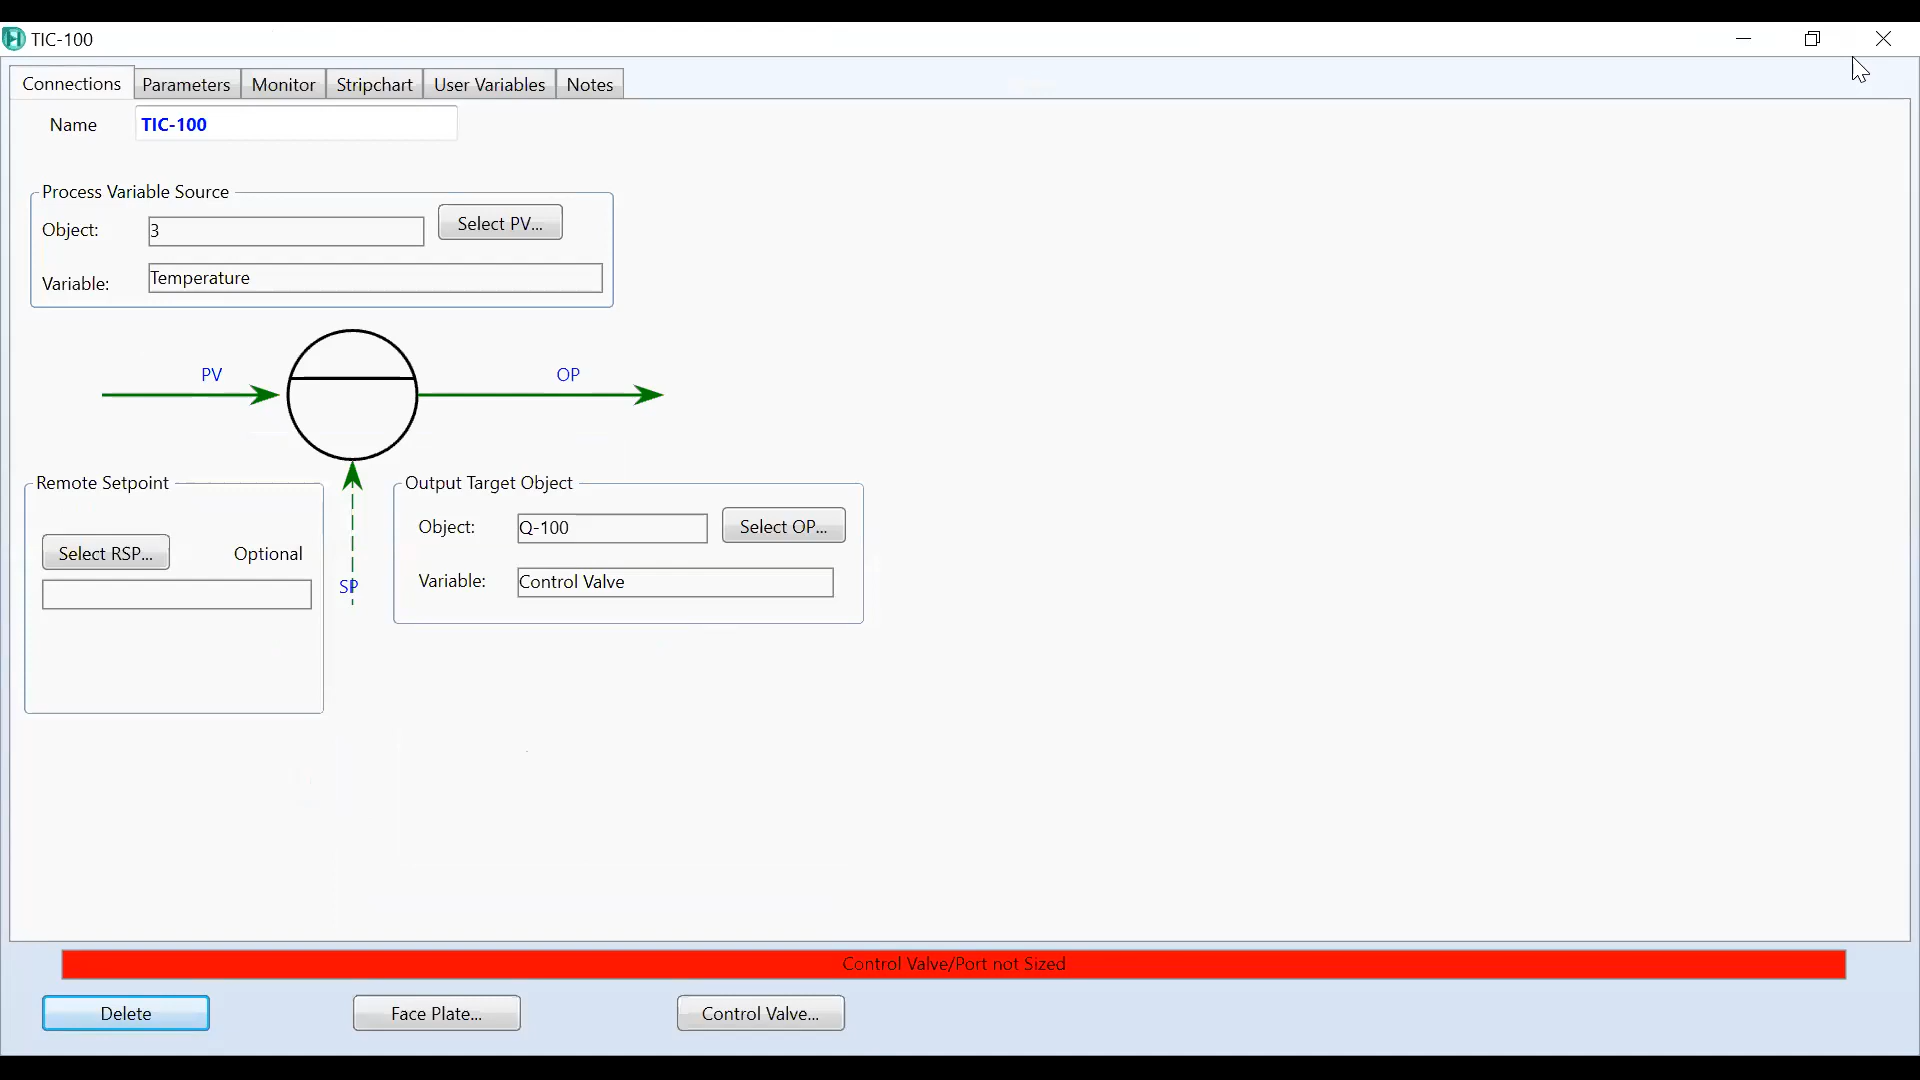 TIC-100
Connections Parameters Monitor Stripchart User Variables Notes
Name TIC-100
Process Variable Source
Object: 3 Select PV...
Variable: Temperature
PV OP
Remote Setpoint Output Target Object
Object: Q-100 Select OP...
Select RSP... Optional
Variable: Control Valve
SP
Control Valve/Port not Sized
Delete Face Plate... Control Valve...